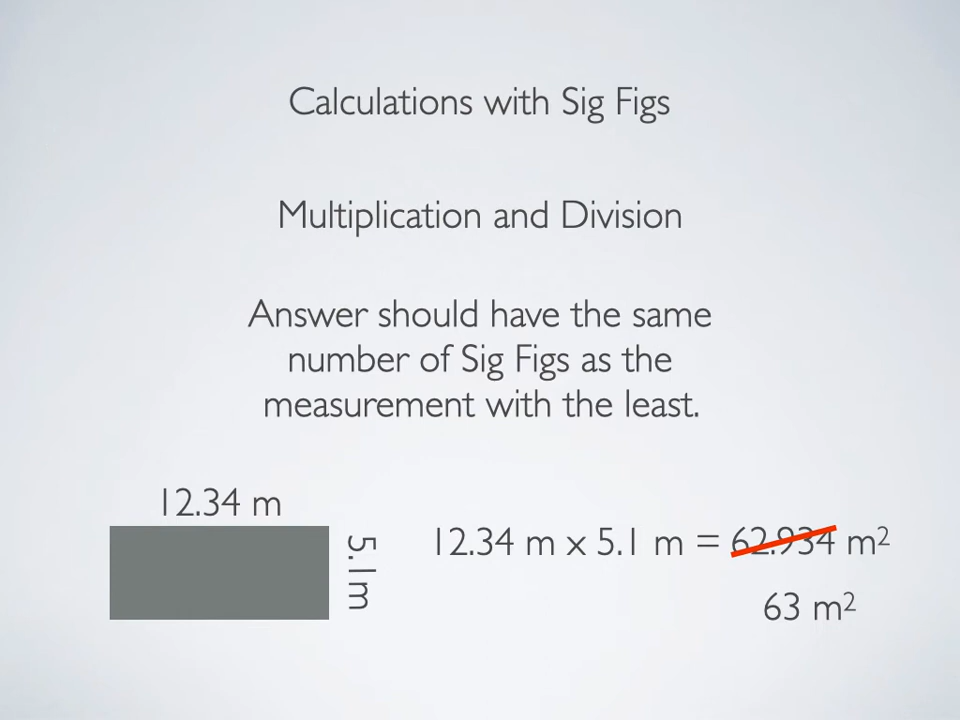 Calculations with Sig Figs
Multiplication and Division
Answer should have the same
number of Sig Figs as the
measurement with the least.
12.34 m
5.1m
12.34 m x 5.1 m = 62.934 m²
63 m²